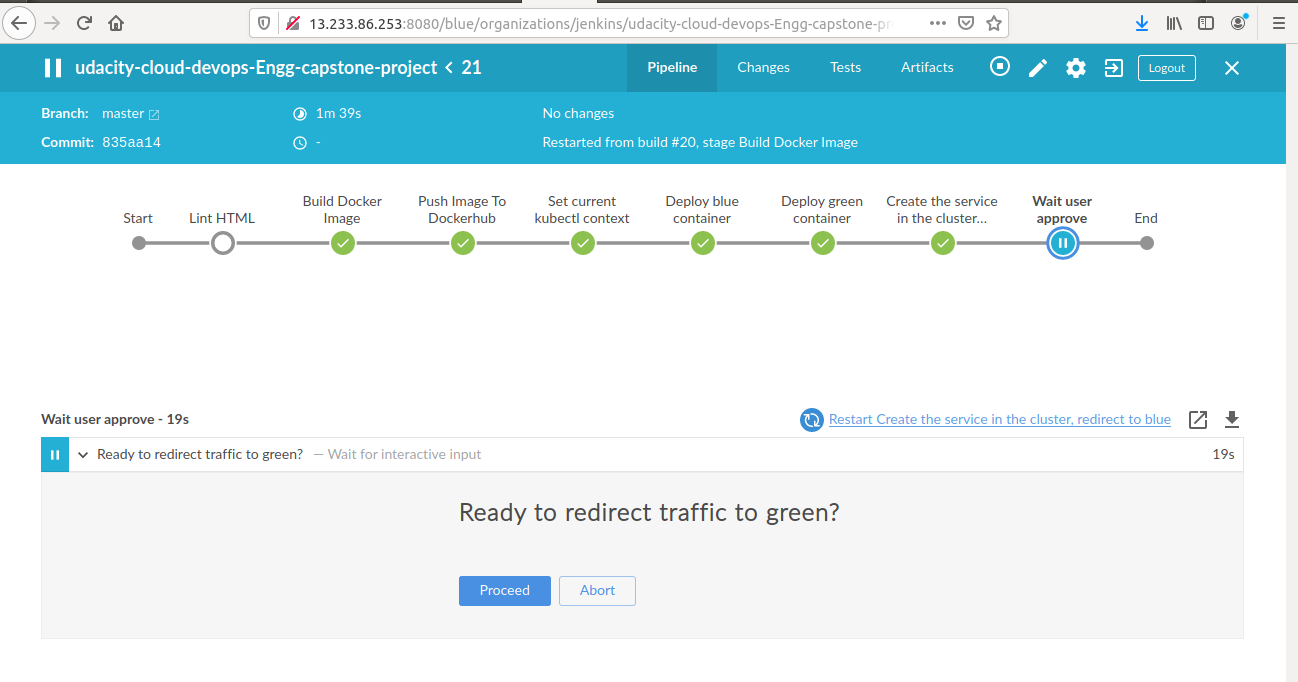 13.233.86.253:8080/blue/organizations/jenkins/udacity-cloud-devops-Engg-capstone-pr
udacity-cloud-devops-Engg-capstone-project < 21
Pipeline
Changes
Tests
Artifacts
Logout
Branch: master
1m 39s
No changes
Commit: 835aa14
-
Restarted from build #20, stage Build Docker Image
Start
Lint HTML
Build Docker
Image
Push Image To
Dockerhub
Set current
kubectl context
Deploy blue
container
Deploy green
container
Create the service
in the cluster...
Wait user
approve
End
Wait user approve - 19s
Restart Create the service in the cluster, redirect to blue
Ready to redirect traffic to green? — Wait for interactive input
19s
Ready to redirect traffic to green?
Proceed
Abort